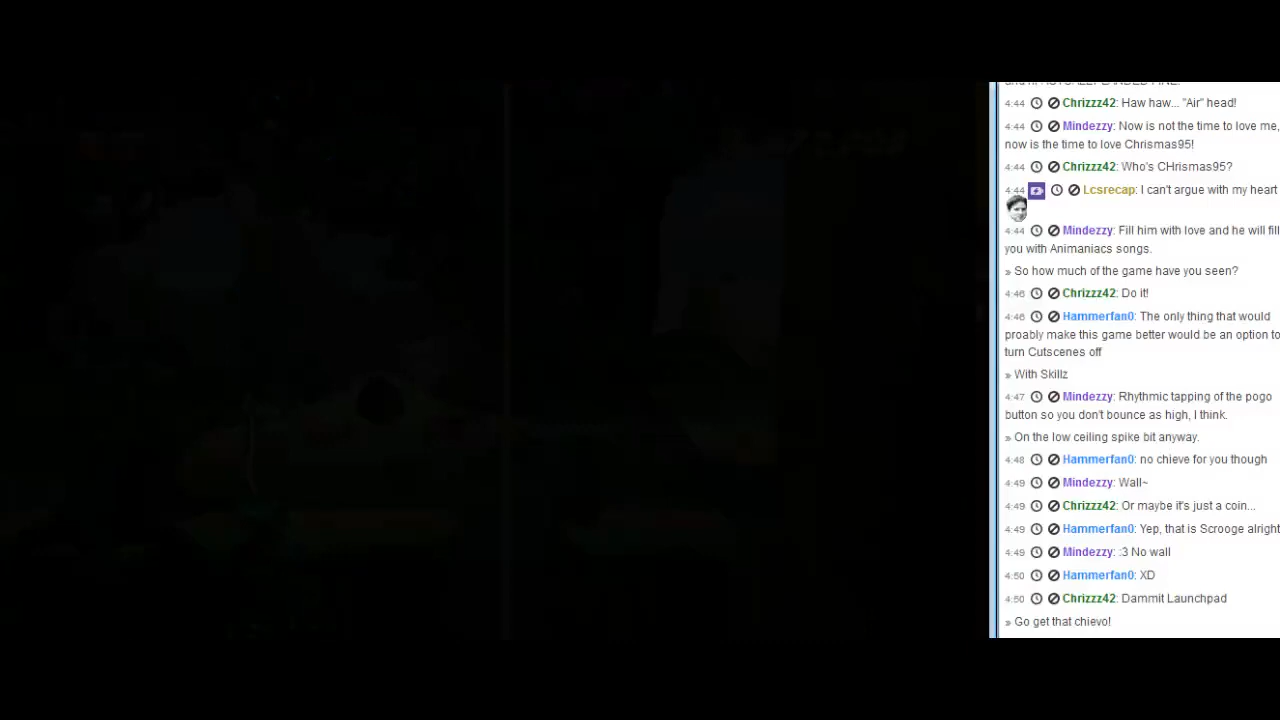 4:44 Chrizzz42: Haw haw... "Air" head!
4:44 Mindezzy: Now is not the time to love me,
now is the time to love Chrismas95!
4:44 Chrizzz42: Who's CHrismas95?
4:44 Lcsrecap: I can't argue with my heart
4:44 Mindezzy: Fill him with love and he will fill
you with Animaniacs songs.
» So how much of the game have you seen?
4:46 Chrizzz42: Do it!
4:46 Hammerfan0: The only thing that would
proably make this game better would be an option to
turn Cutscenes off
» With Skillz
4:47 Mindezzy: Rhythmic tapping of the pogo
button so you don't bounce as high, I think.
» On the low ceiling spike bit anyway.
4:48 Hammerfan0: no chieve for you though
4:49 Mindezzy: Wall~
4:49 Chrizzz42: Or maybe it's just a coin...
4:49 Hammerfan0: Yep, that is Scrooge alright
4:49 Mindezzy: :3 No wall
4:50 Hammerfan0: XD
4:50 Chrizzz42: Dammit Launchpad
» Go get that chievo!